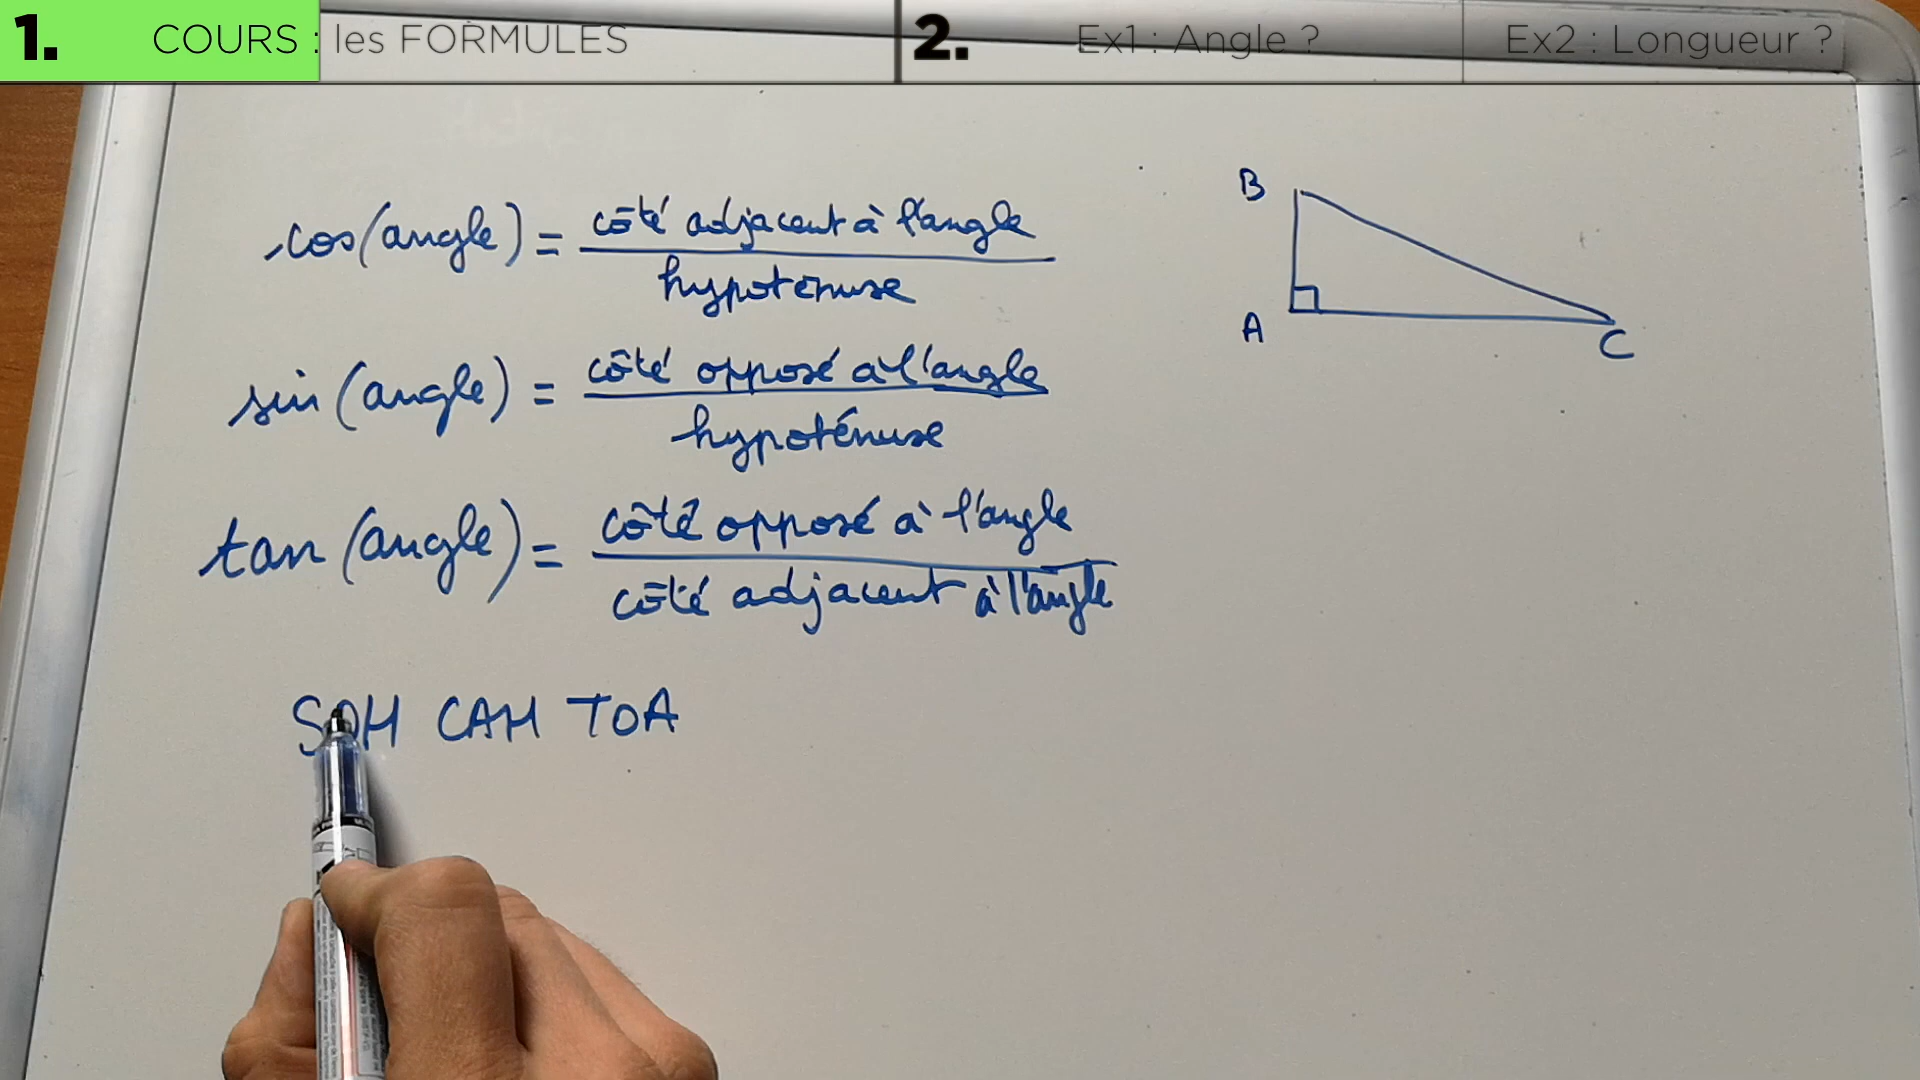 1. COURS : les FORMULES 2. Ex1 : Angle ? Ex2 : Longueur ?
cos(angle) = côté adjacent à l'angle
hypoténuse
sin (angle) = côté opposé à l'angle
hypoténuse
tan (angle) = côté opposé à l'angle
côté adjacent à l'angle
B
A
C
SOH CAH TOA